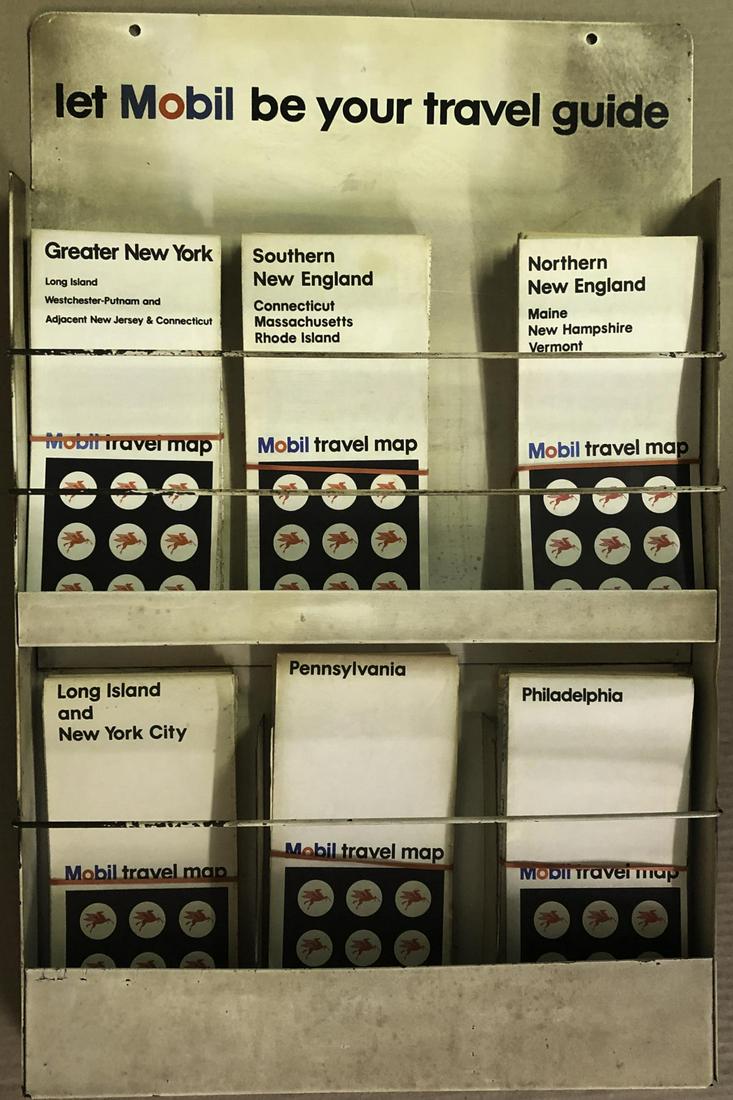 let Mobil be your travel guide
Greater New York
Long Island
Westchester-Putnam and
Adjacent New Jersey & Connecticut
Mobil travel map
Southern
New England
Connecticut
Massachusetts
Rhode Island
Mobil travel map
Northern
New England
Maine
New Hampshire
Vermont
Mobil travel map
Long Island
and
New York City
Mobil travel map
Pennsylvania
Mobil travel map
Philadelphia
Mobil travel map